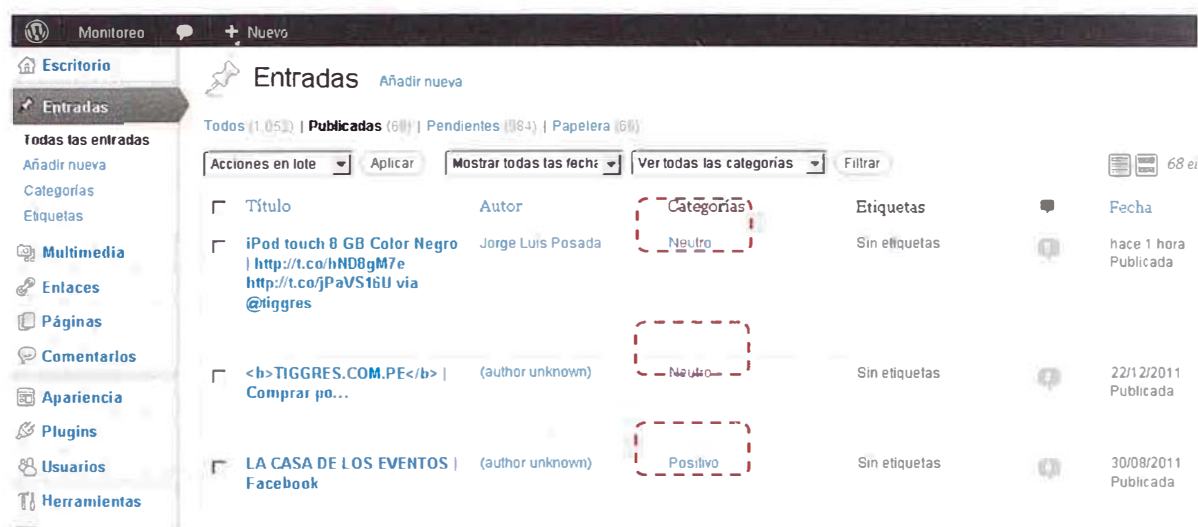 Monitoreo + Nuevo
Escritorio
Entradas
Todas las entradas
Añadir nueva
Categorías
Etiquetas
Multimedia
Enlaces
Páginas
Comentarios
Apariencia
Plugins
Usuarios
Herramientas
Entradas Añadir nueva
Todos (1.053) | Publicadas | Pendientes (984) | Papelera
Acciones en lote Aplicar Mostrar todas las fecha Ver todas las categorías Filtrar 68
Título Autor Categorías Etiquetas Fecha
iPod touch 8 GB Color Negro Jorge Luis Posada Neutro Sin etiquetas hace 1 hora
| http://t.co/hND8gM7e Publicada
http://t.co/jPaVS16U via
@tiggres
<b>TIGGRES.COM.PE</b> | (author unknown) Neutro Sin etiquetas 22/12/2011
Comprar po... Publicada
LA CASA DE LOS EVENTOS | (author unknown) Positivo Sin etiquetas 30/08/2011
Facebook Publicada